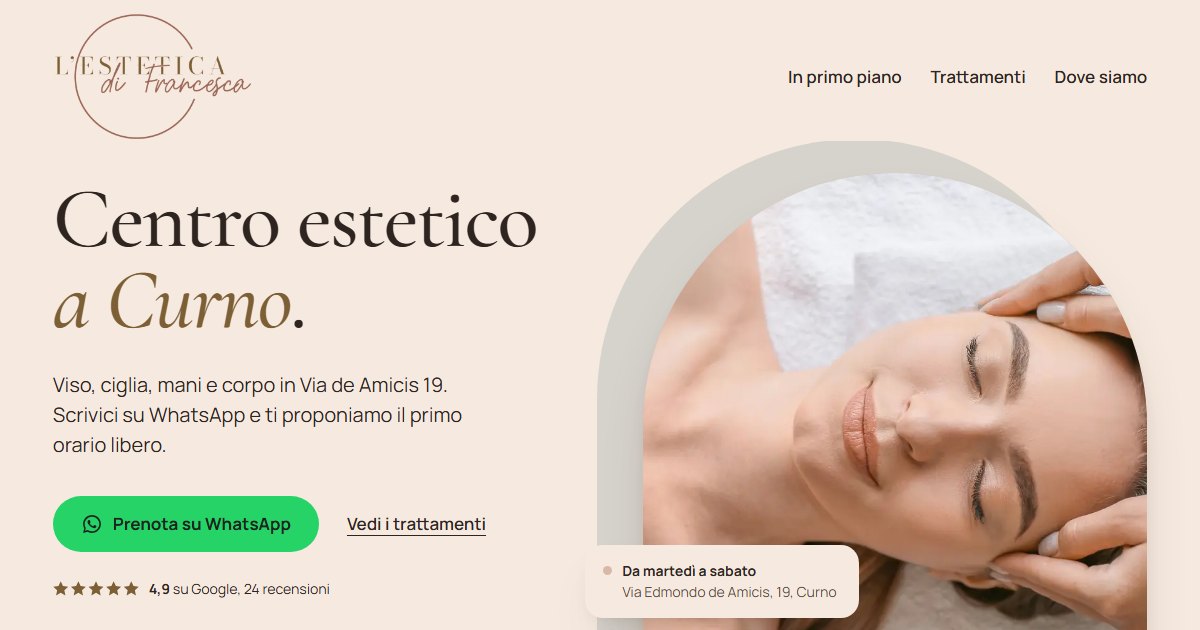 L'ESTETICA
di Francesca
In primo piano Trattamenti Dove siamo
Centro estetico
a Curno.
Viso, ciglia, mani e corpo in Via de Amicis 19.
Scrivici su WhatsApp e ti proponiamo il primo
orario libero.
Prenota su WhatsApp Vedi i trattamenti
4,9 su Google, 24 recensioni
Da martedì a sabato
Via Edmondo de Amicis, 19, Curno